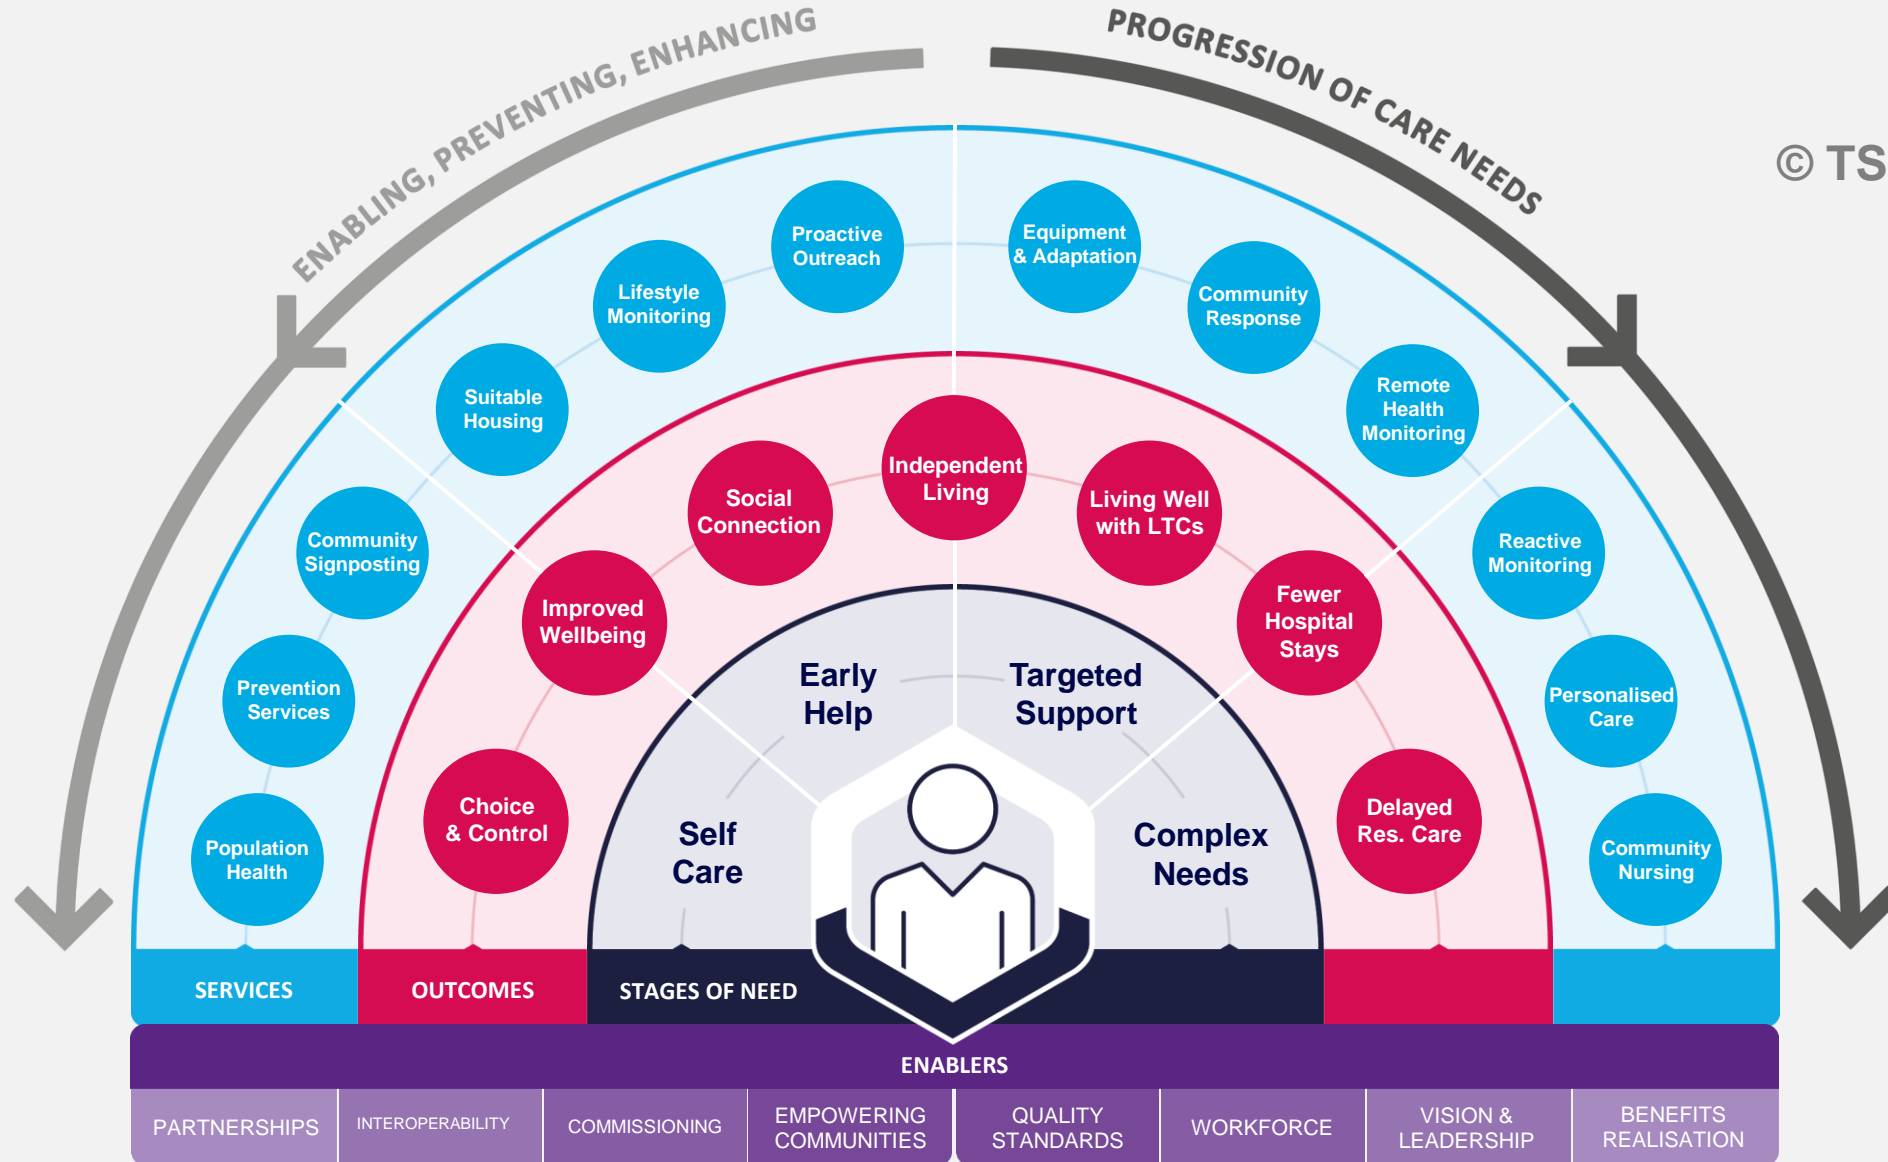 ENABLING, PREVENTING, ENHANCING
PROGRESSION OF CARE NEEDS
© TS
Proactive
Outreach
Equipment
& Adaptation
Lifestyle
Monitoring
Community
Response
Suitable
Housing
Remote
Health
Monitoring
Community
Signposting
Reactive
Monitoring
Prevention
Services
Personalised
Care
Population
Health
Community
Nursing
Independent
Living
Social
Connection
Living Well
with LTCs
Improved
Wellbeing
Fewer
Hospital
Stays
Choice
& Control
Delayed
Res. Care
Early
Help
Targeted
Support
Self
Care
Complex
Needs
SERVICES
OUTCOMES
STAGES OF NEED
ENABLERS
PARTNERSHIPS
INTEROPERABILITY
COMMISSIONING
EMPOWERING
COMMUNITIES
QUALITY
STANDARDS
WORKFORCE
VISION &
LEADERSHIP
BENEFITS
REALISATION